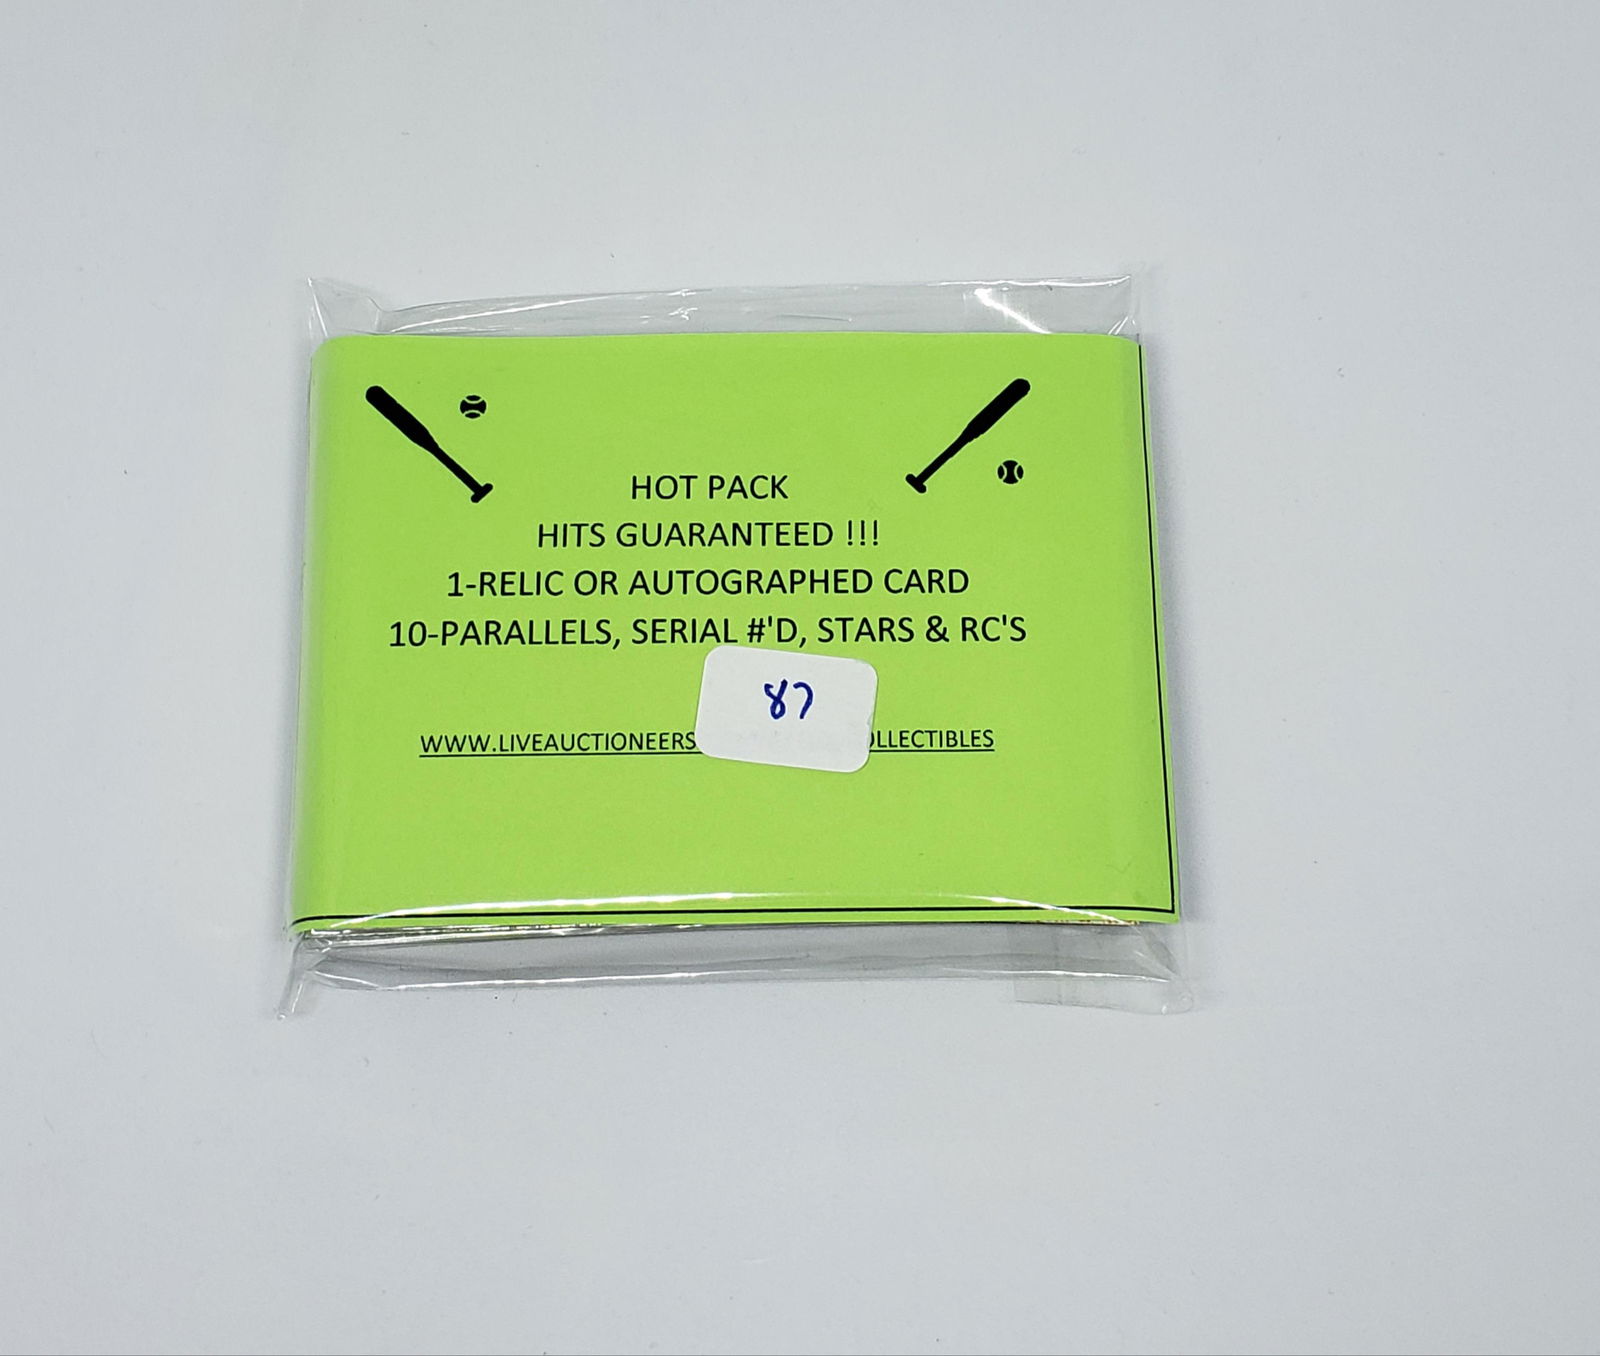 HOT PACK
HITS GUARANTEED !!!
1-RELIC OR AUTOGRAPHED CARD
10-PARALLELS, SERIAL #'D, STARS & RC'S
87
WWW.LIVEAUCTIONEERS OLLECTIBLES